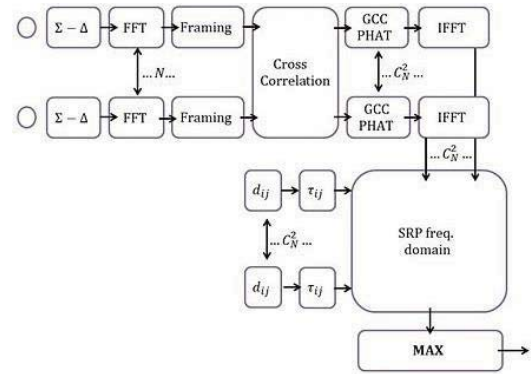 Σ − Δ
FFT
Framing
Cross
Correlation
GCC
PHAT
IFFT
... N...
... C_N^2 ...
Σ − Δ
FFT
Framing
GCC
PHAT
IFFT
... C_N^2 ...
d_ij
τ_ij
SRP freq.
domain
... C_N^2 ...
d_ij
τ_ij
MAX